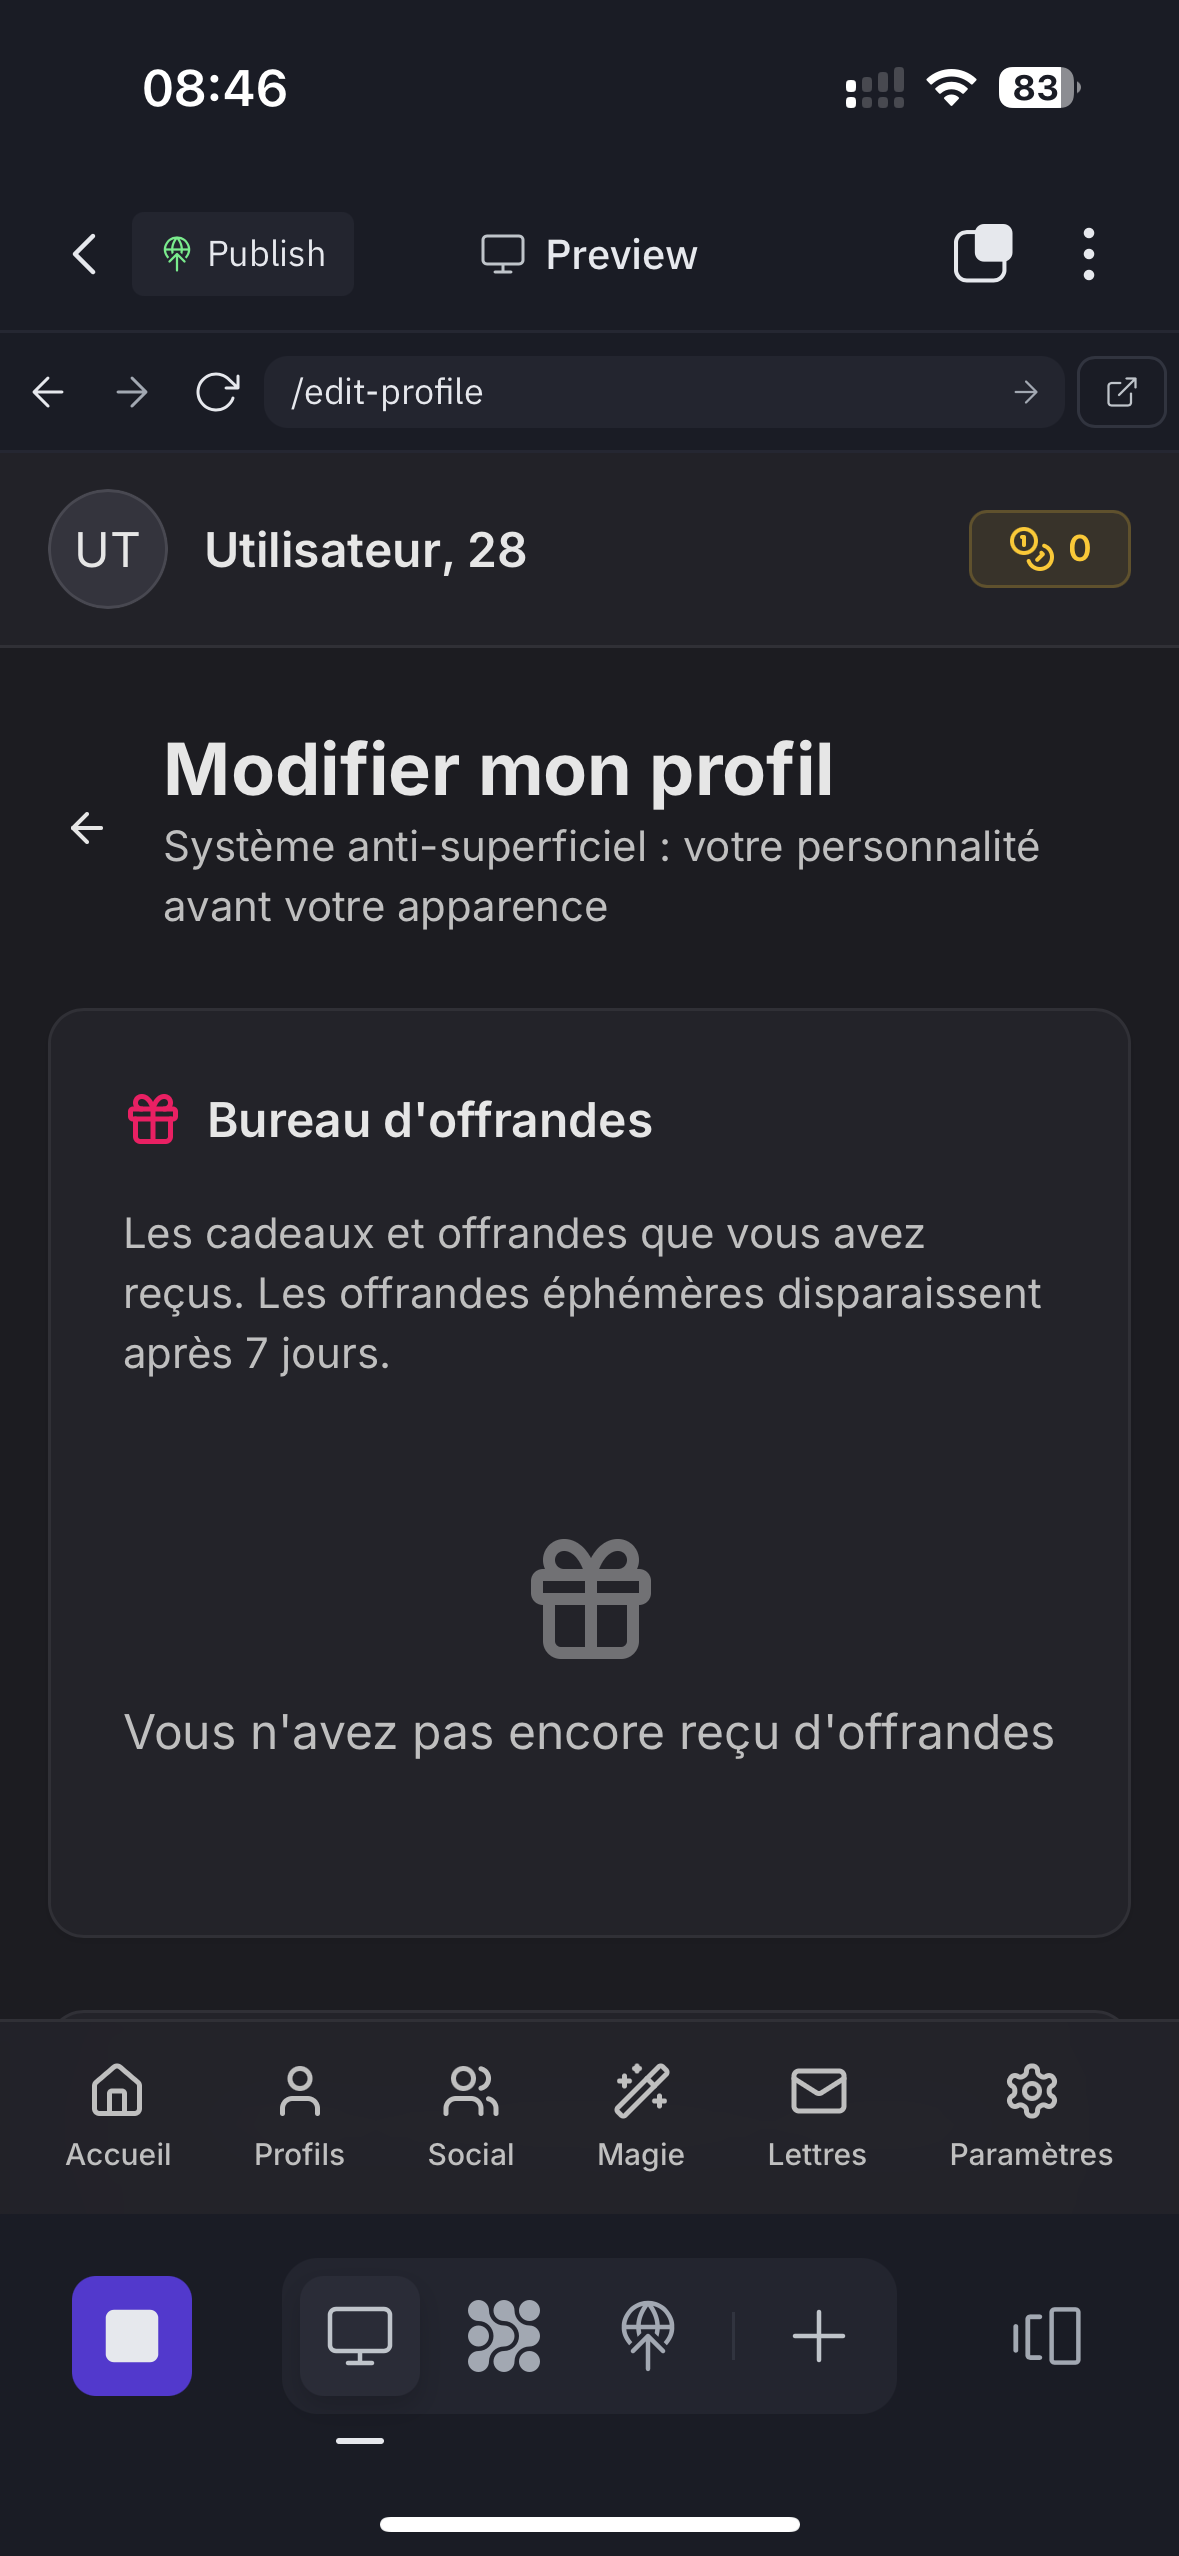 08:46
83
Publish
Preview
/edit-profile
UT
Utilisateur, 28
0
Modifier mon profil
Système anti-superficiel : votre personnalité
avant votre apparence
Bureau d'offrandes
Les cadeaux et offrandes que vous avez
reçus. Les offrandes éphémères disparaissent
après 7 jours.
Vous n'avez pas encore reçu d'offrandes
Accueil
Profils
Social
Magie
Lettres
Paramètres